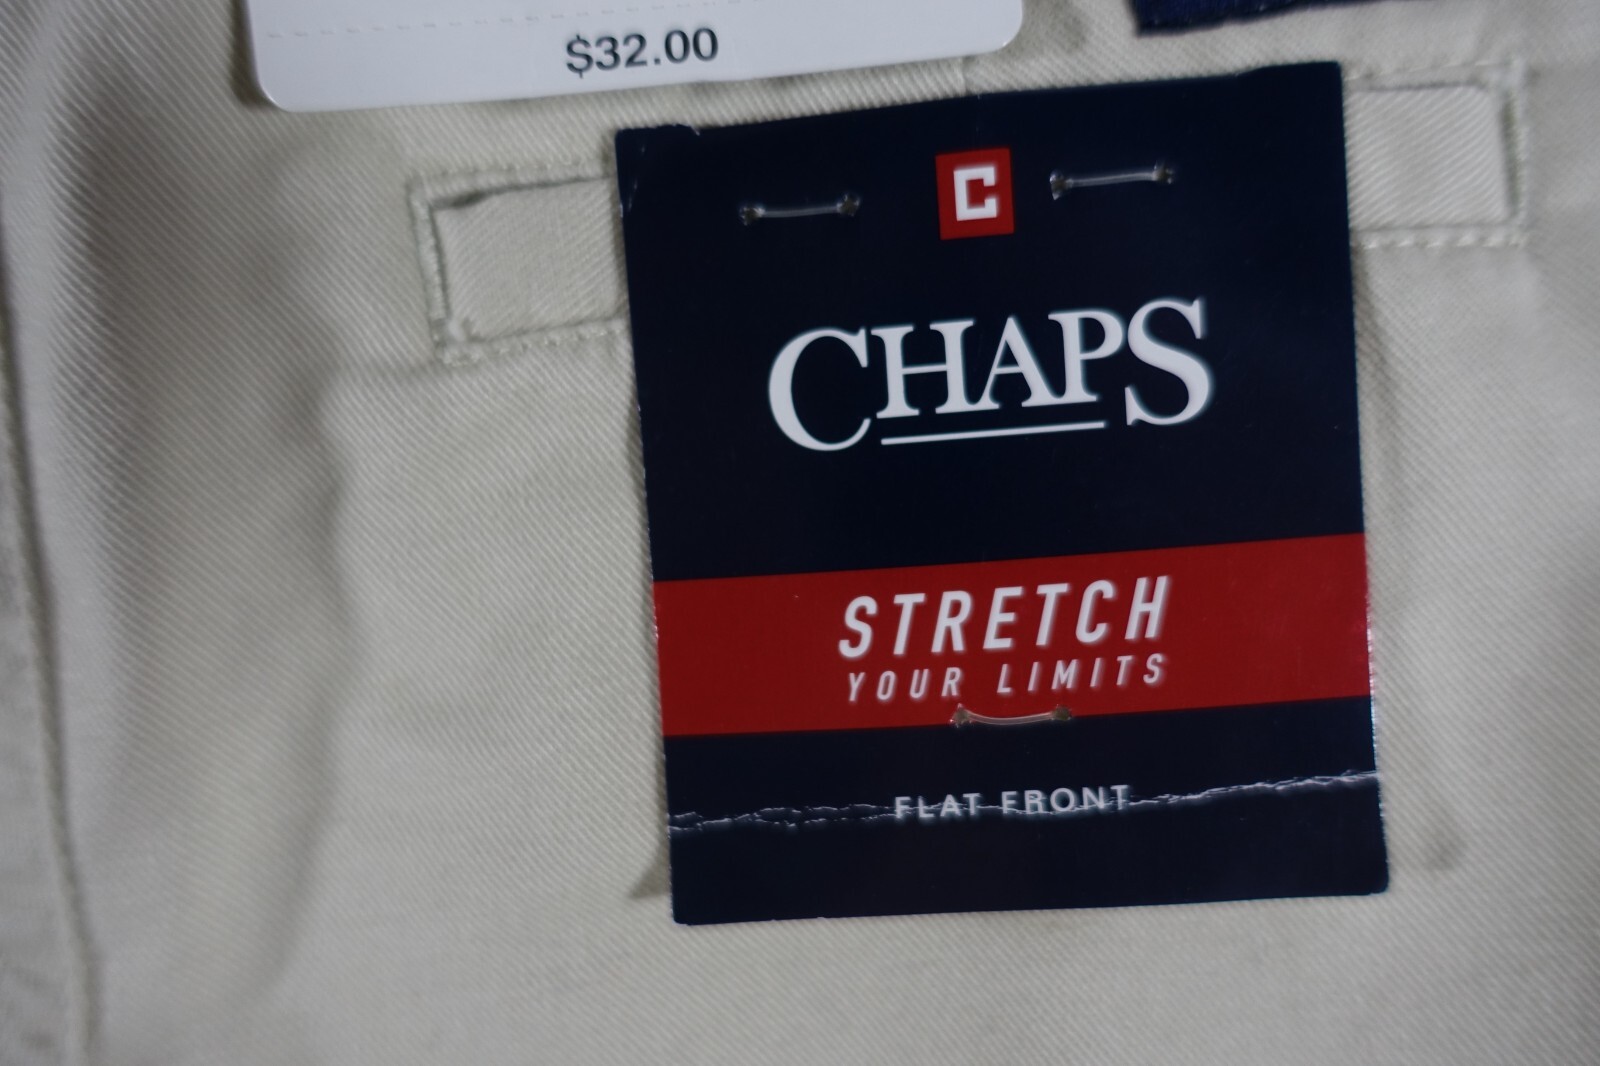 $32.00
C
CHAPS
STRETCH
YOUR LIMITS
FLAT FRONT